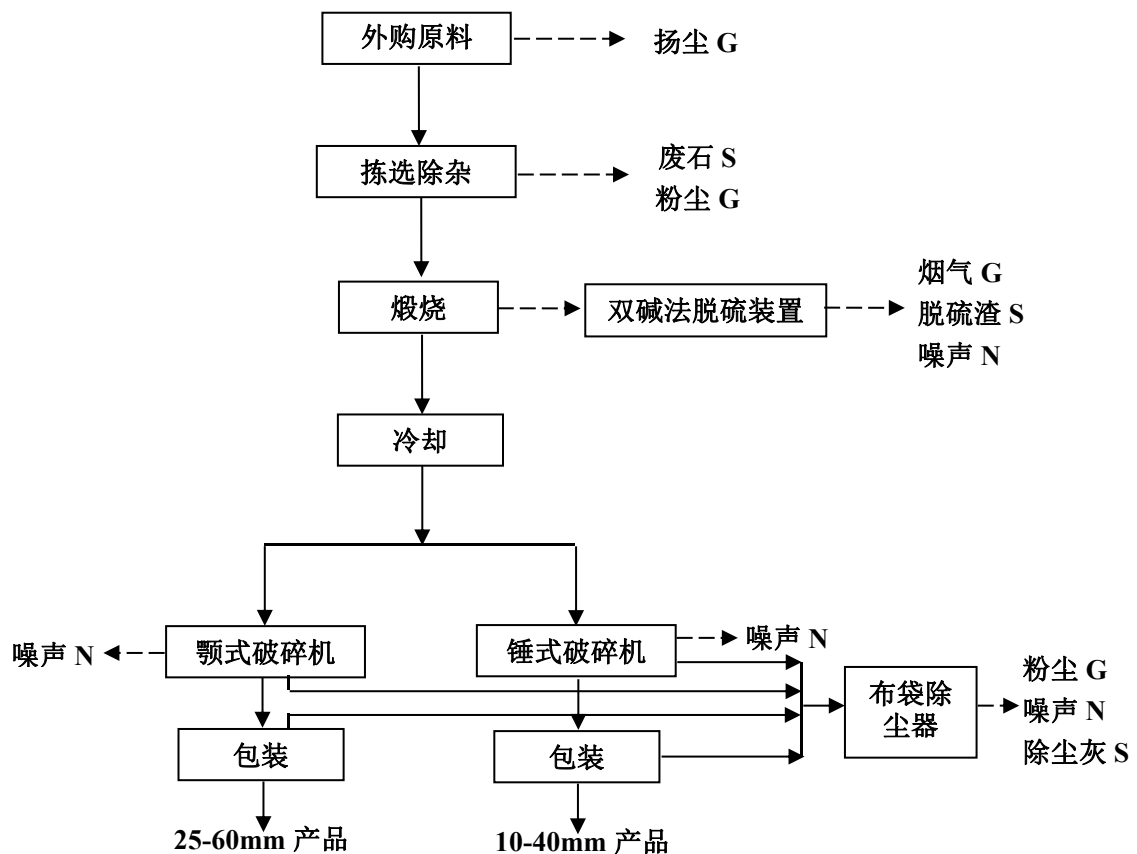 外购原料
扬尘 G
拣选除杂
废石 S
粉尘 G
煅烧
双碱法脱硫装置
烟气 G
脱硫渣 S
噪声 N
冷却
噪声 N
颚式破碎机
锤式破碎机
噪声 N
布袋除
尘器
粉尘 G
噪声 N
除尘灰 S
包装
包装
25-60mm 产品
10-40mm 产品